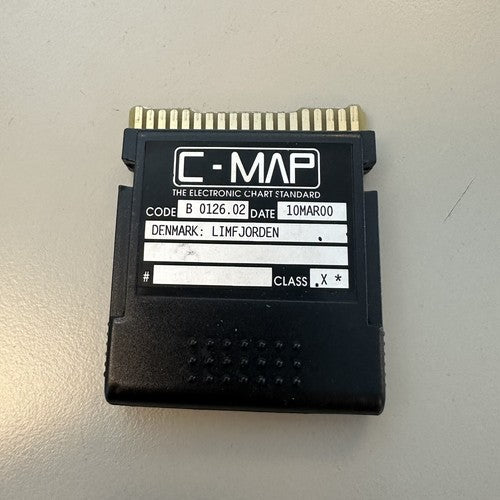 C-MAP
THE ELECTRONIC CHART STANDARD
CODE B 0126.02 DATE 10MAR00
DENMARK: LIMFJORDEN
# CLASS .X *